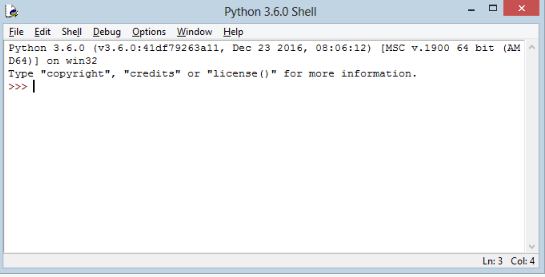 Python 3.6.0 Shell
File Edit Shell Debug Options Window Help
Python 3.6.0 (v3.6.0:41df79263a11, Dec 23 2016, 08:06:12) [MSC v.1900 64 bit (AM
D64)] on win32
Type "copyright", "credits" or "license()" for more information.
>>>
Ln: 3 Col: 4